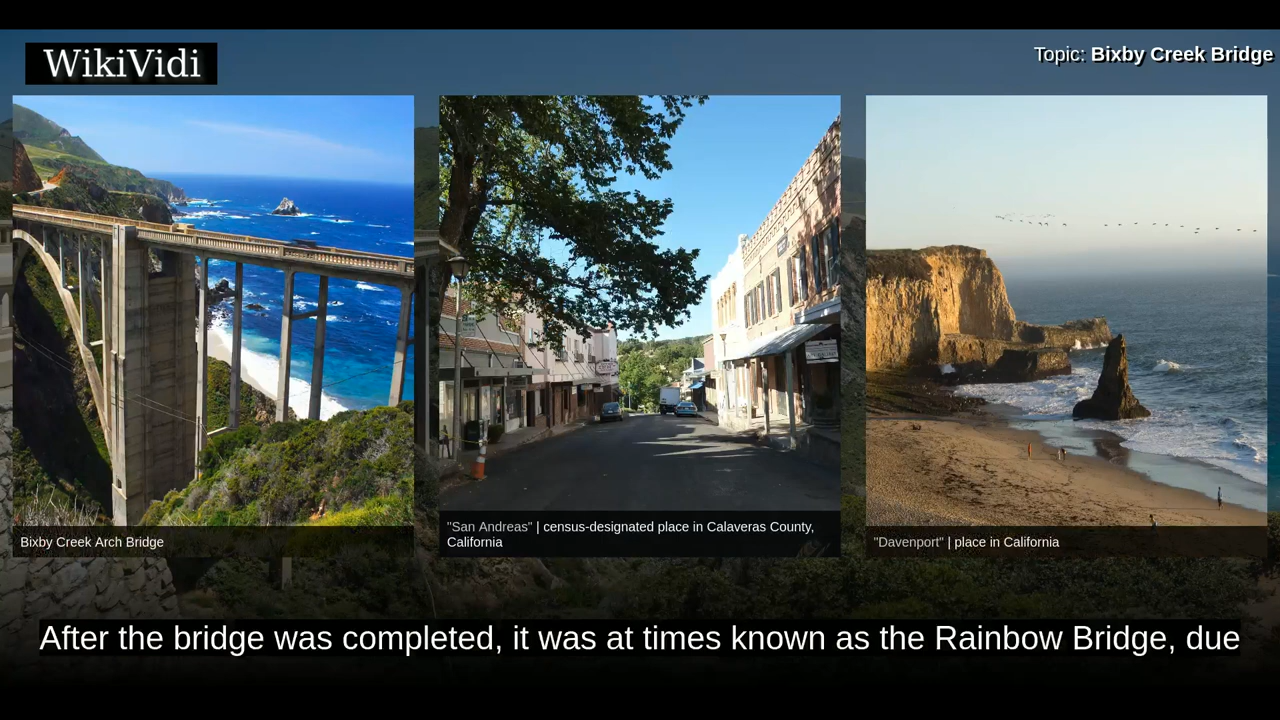 WikiVidi
Topic: Bixby Creek Bridge
Bixby Creek Arch Bridge
"San Andreas" | census-designated place in Calaveras County,
California
"Davenport" | place in California
After the bridge was completed, it was at times known as the Rainbow Bridge, due